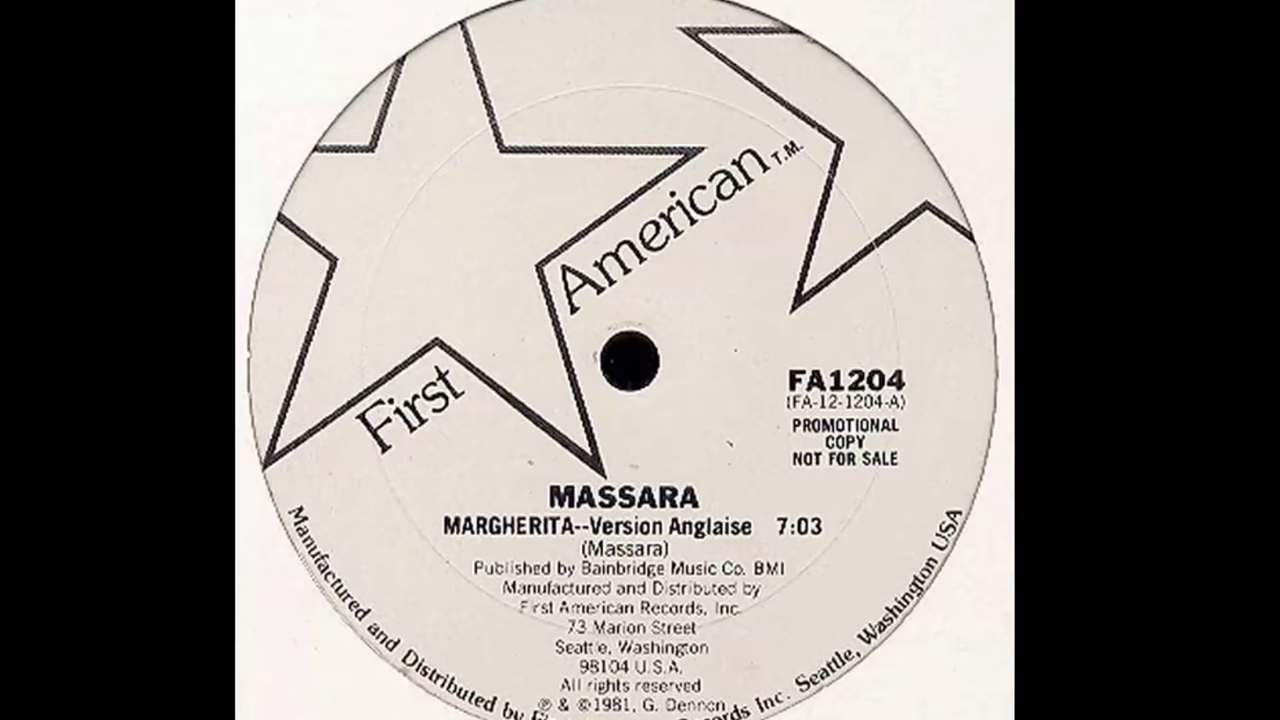 First American T.M.
FA1204
(FA-12-1204-A)
PROMOTIONAL
COPY
NOT FOR SALE
MASSARA
MARGHERITA--Version Anglaise 7:03
(Massara)
Published by Bainbridge Music Co. BMI
Manufactured and Distributed by
First American Records, Inc.
73 Marion Street
Seattle, Washington
98104 U.S.A.
All rights reserved
℗ & © 1981, G. Dennon
Manufactured and Distributed by Records Inc. Seattle, Washington USA